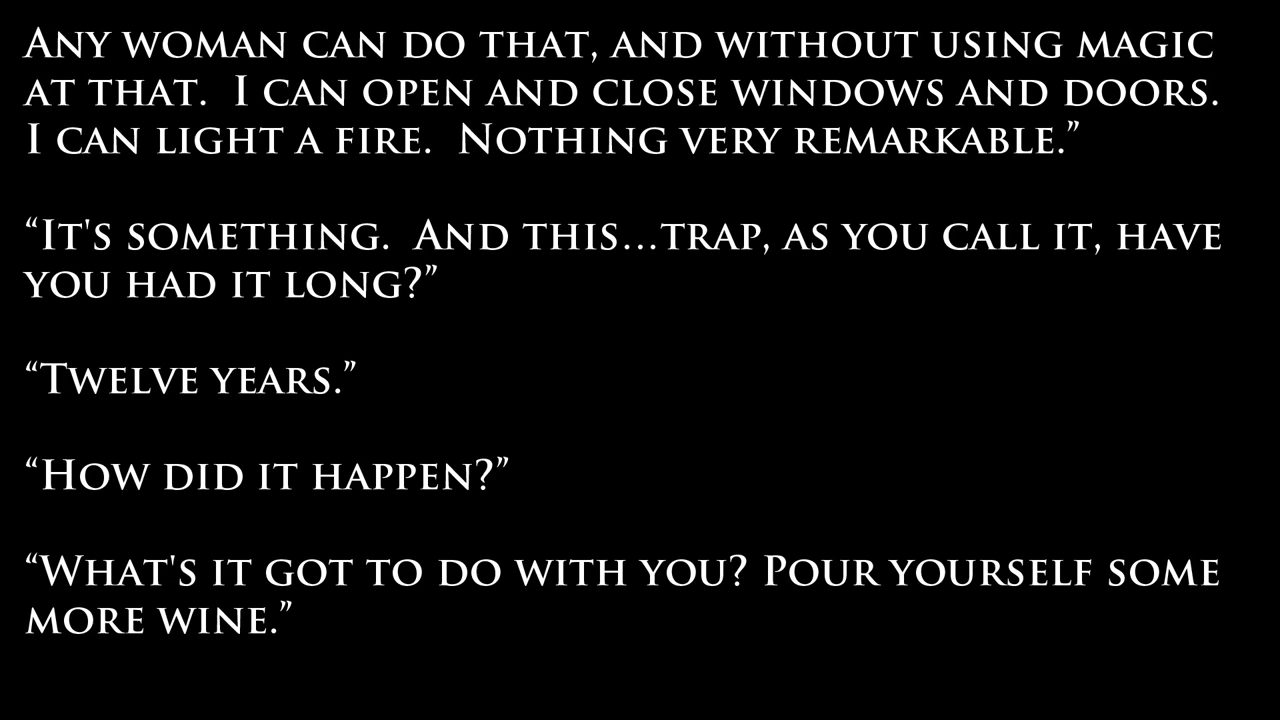 Any woman can do that, and without using magic
at that.  I can open and close windows and doors.
I can light a fire.  Nothing very remarkable.”
“It's something.  And this…trap, as you call it, have
you had it long?”
“Twelve years.”
“How did it happen?”
“What's it got to do with you? Pour yourself some
more wine.”